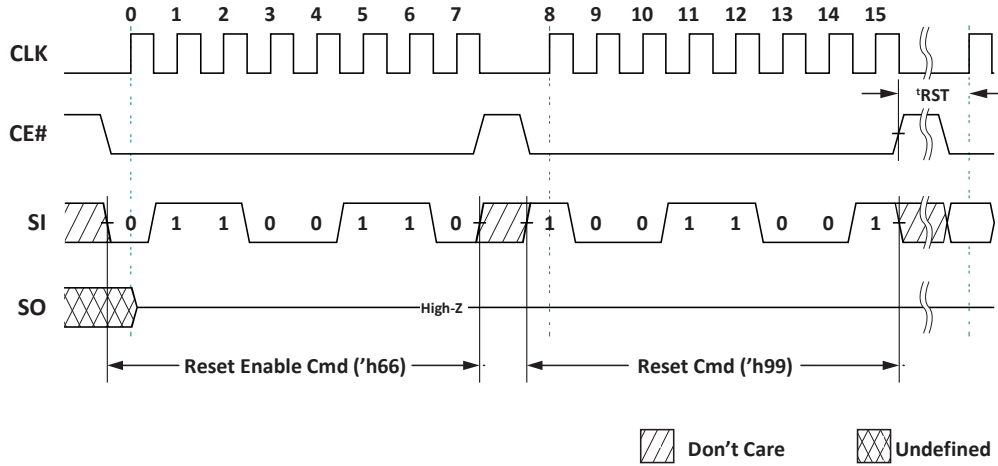 0 1 2 3 4 5 6 7 8 9 10 11 12 13 14 15
CLK
tRST
CE#
SI 0 1 1 0 0 1 1 0 1 0 0 1 1 0 0 1
SO
High-Z
Reset Enable Cmd ('h66) Reset Cmd ('h99)
Don't Care Undefined